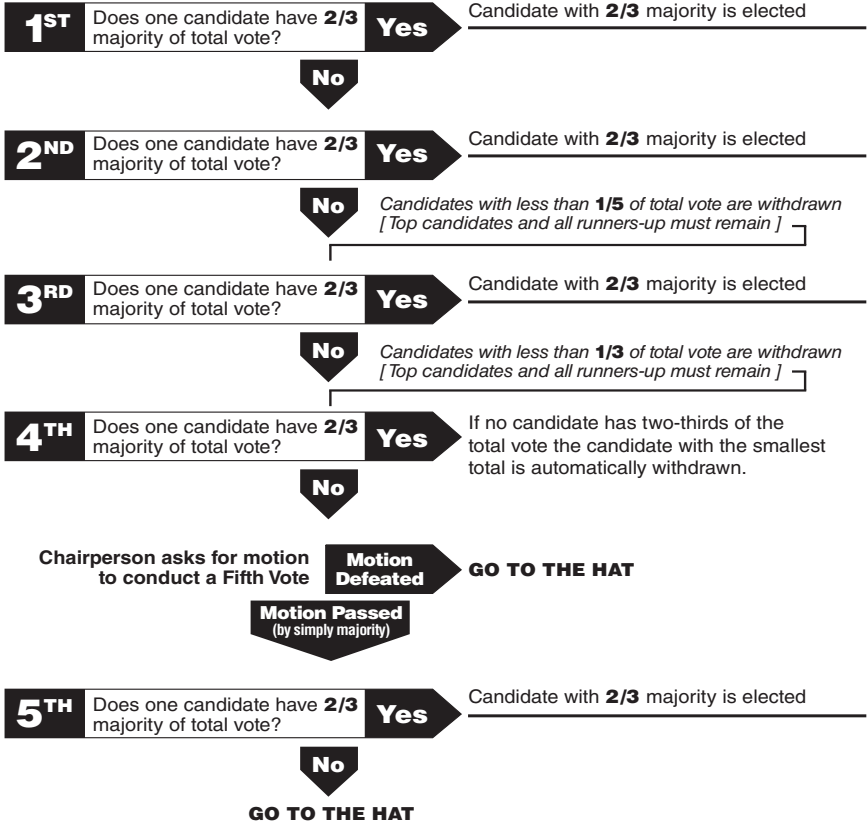 1ST Does one candidate have 2/3 Yes Candidate with 2/3 majority is elected
majority of total vote?
No
2ND Does one candidate have 2/3 Yes Candidate with 2/3 majority is elected
majority of total vote?
No Candidates with less than 1/5 of total vote are withdrawn
[ Top candidates and all runners-up must remain ]
3RD Does one candidate have 2/3 Yes Candidate with 2/3 majority is elected
majority of total vote?
No Candidates with less than 1/3 of total vote are withdrawn
[ Top candidates and all runners-up must remain ]
4TH Does one candidate have 2/3
majority of total vote?
Yes
If no candidate has two-thirds of the
total vote the candidate with the smallest
total is automatically withdrawn.
No
Chairperson asks for motion
to conduct a Fifth Vote
Motion
Defeated
GO TO THE HAT
Motion Passed
(by simply majority)
5TH Does one candidate have 2/3 Yes Candidate with 2/3 majority is elected
majority of total vote?
No
GO TO THE HAT